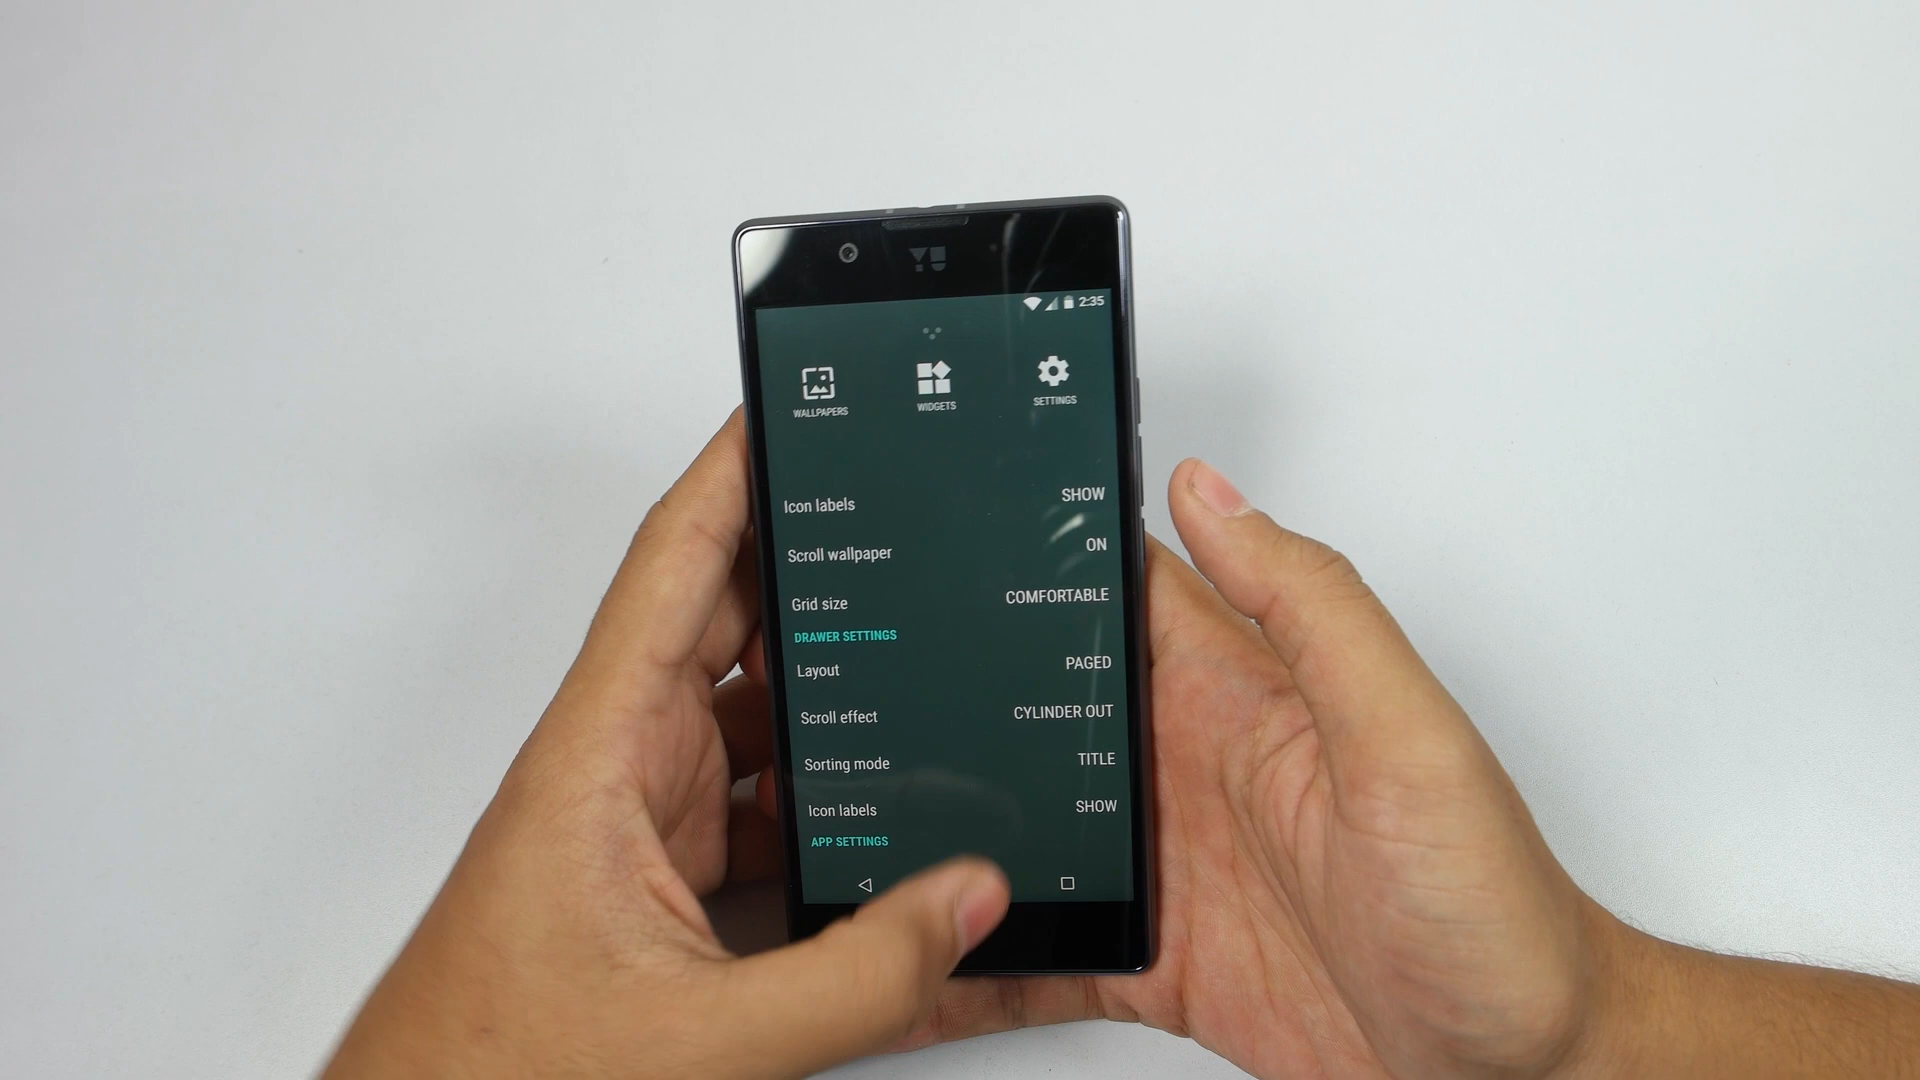 YU
2:35
WALLPAPERS WIDGETS SETTINGS
Icon labels SHOW
Scroll wallpaper ON
Grid size COMFORTABLE
DRAWER SETTINGS
Layout PAGED
Scroll effect CYLINDER OUT
Sorting mode TITLE
Icon labels SHOW
APP SETTINGS